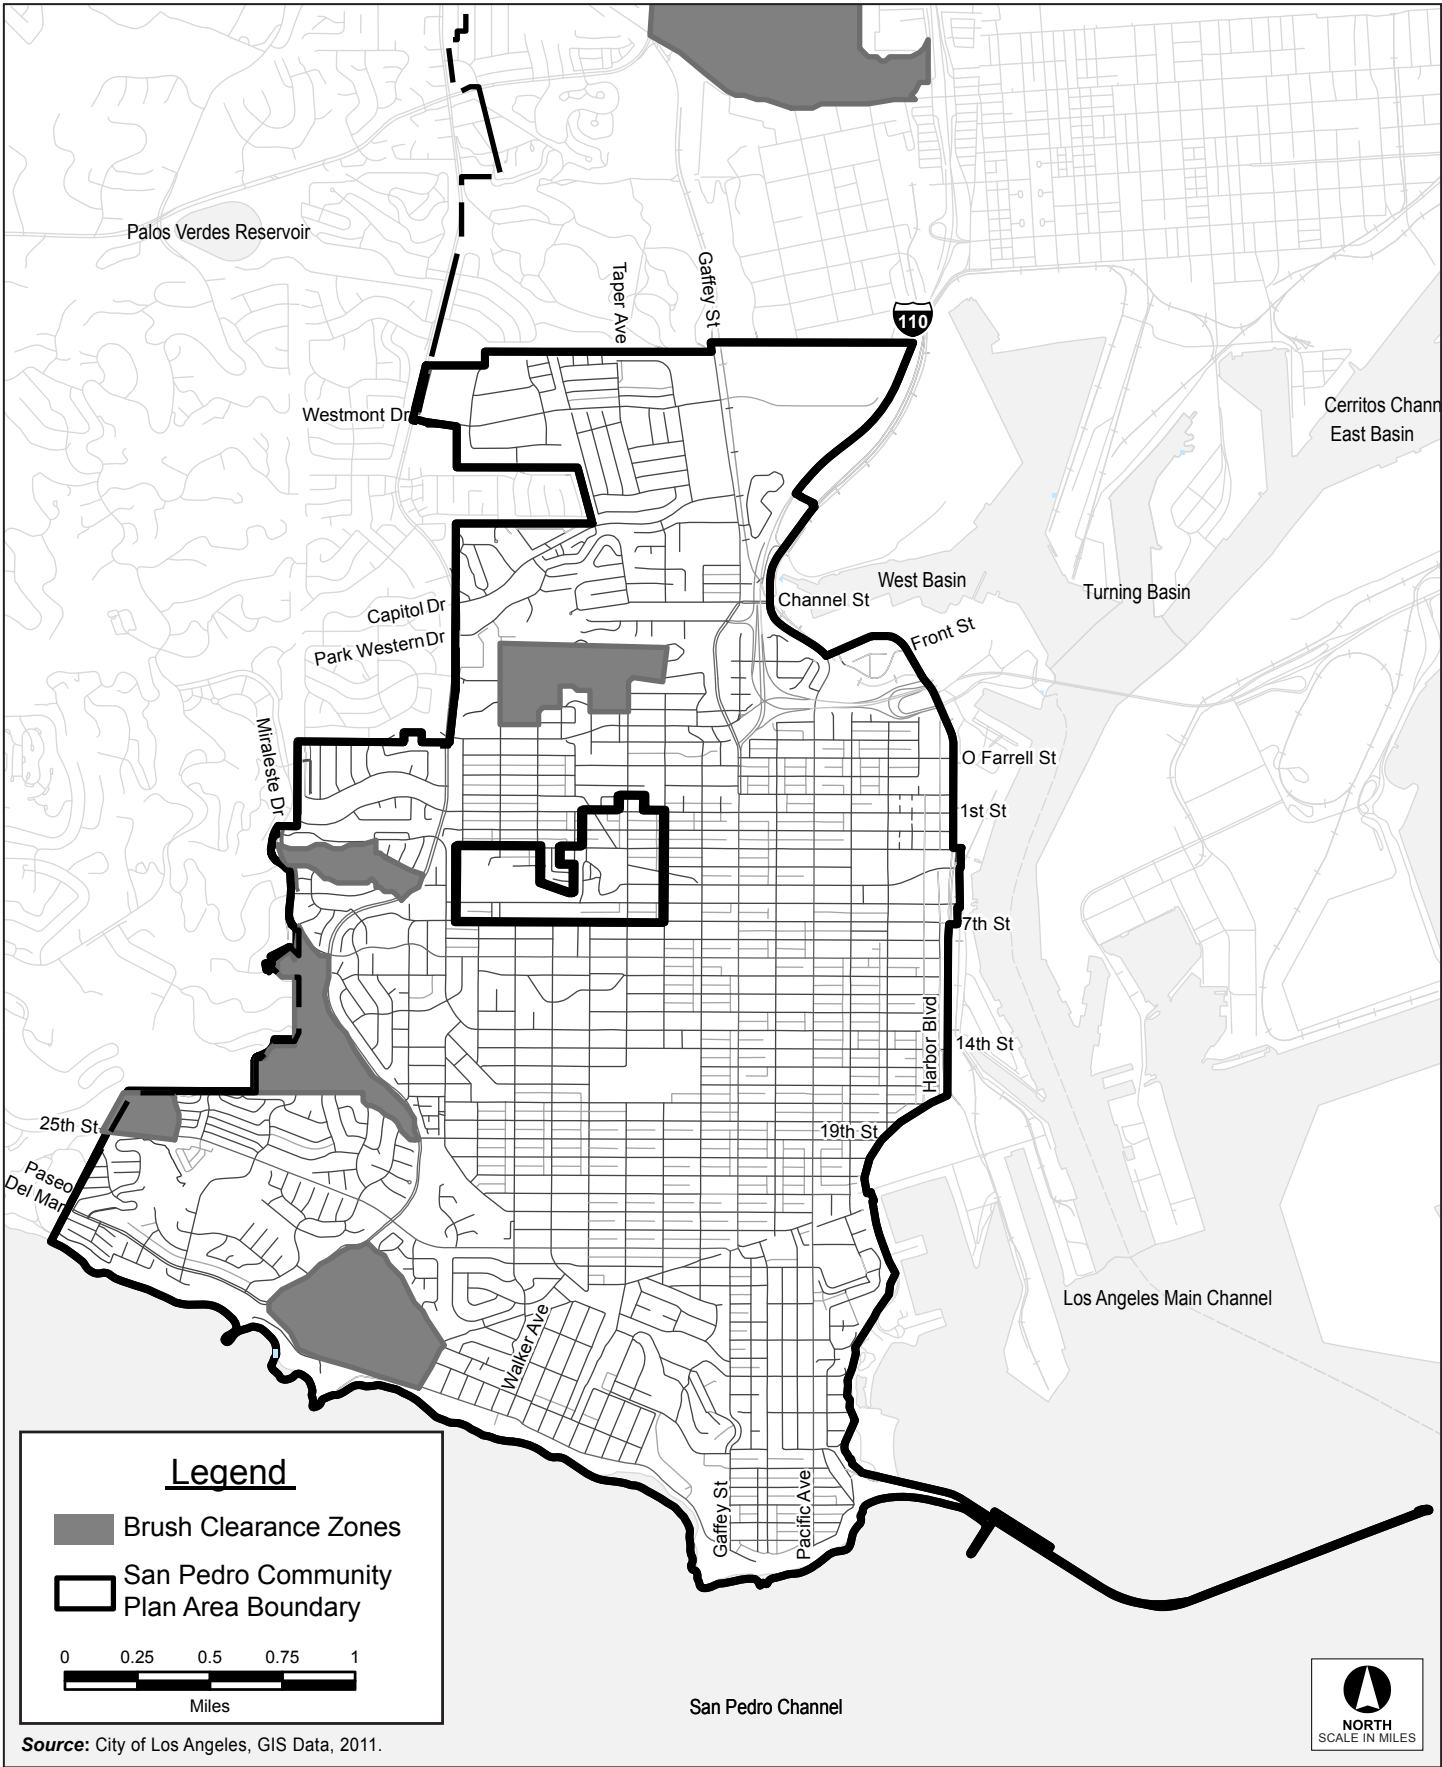 Palos Verdes Reservoir
Taper Ave
Gaffey St
110
Westmont Dr
Cerritos Chann
East Basin
West Basin
Turning Basin
Channel St
Capitol Dr
Park Western Dr
Front St
Miraleste Dr
O Farrell St
1st St
7th St
Harbor Blvd
14th St
25th St
19th St
Paseo
Del Mar
Los Angeles Main Channel
Walker Ave
Gaffey St
Pacific Ave
Legend
Brush Clearance Zones
San Pedro Community
Plan Area Boundary
0 0.25 0.5 0.75 1
Miles
San Pedro Channel
NORTH
SCALE IN MILES
Source: City of Los Angeles, GIS Data, 2011.